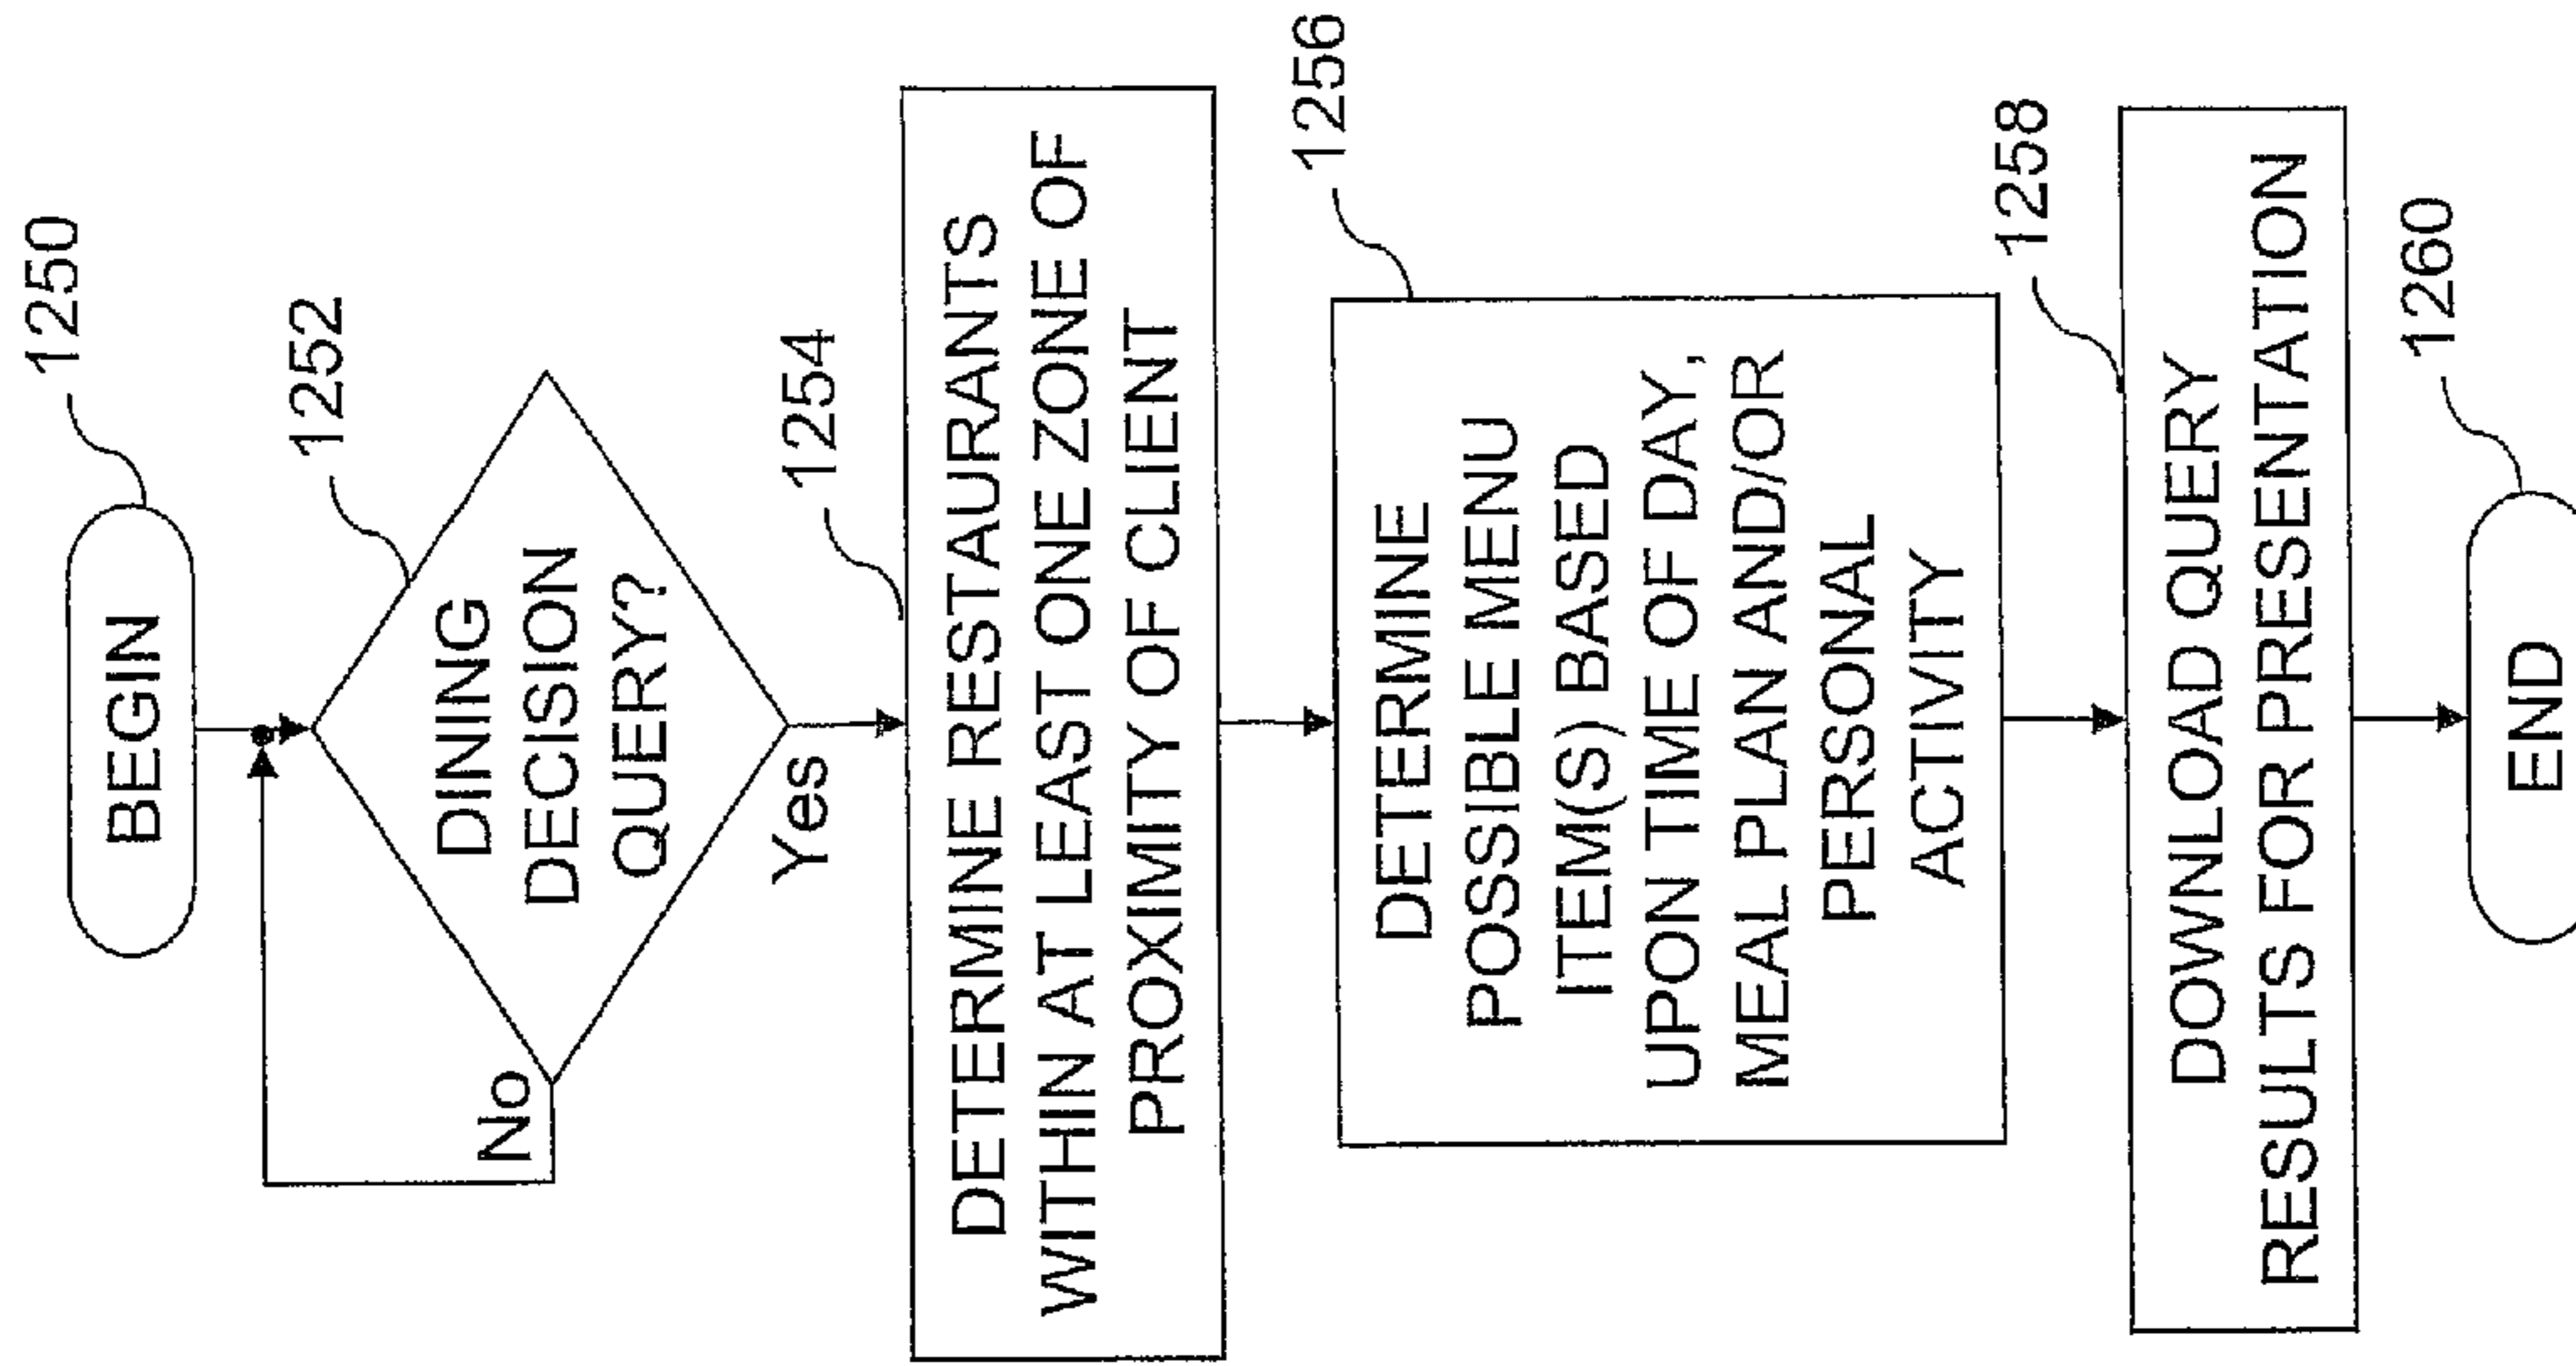 BEGIN
1250
DINING
DECISION
QUERY?
1252
No
Yes
1254
DETERMINE RESTAURANTS
WITHIN AT LEAST ONE ZONE OF
PROXIMITY OF CLIENT
1256
DETERMINE
POSSIBLE MENU
ITEM(S) BASED
UPON TIME OF DAY,
MEAL PLAN AND/OR
PERSONAL
ACTIVITY
1258
DOWNLOAD QUERY
RESULTS FOR PRESENTATION
1260
END